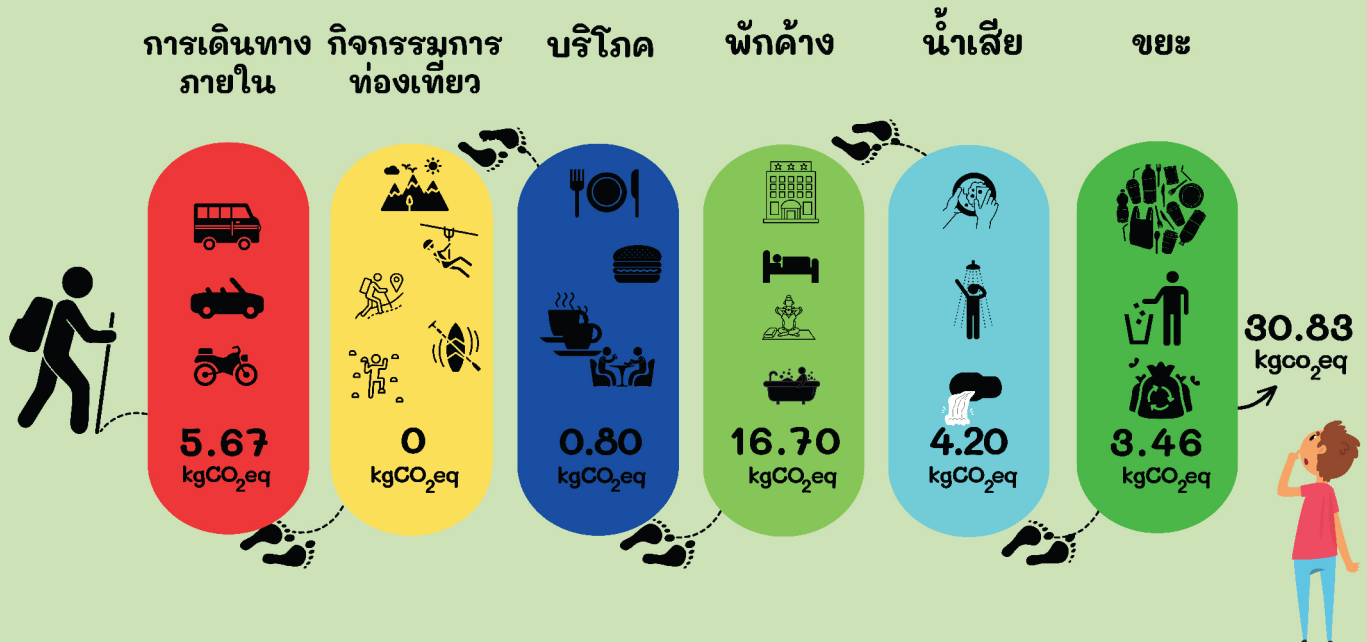 การเดินทาง
ภายใน
กิจกรรมการ
ท่องเที่ยว
บริโภค
พักค้าง
น้ำเสีย
ขยะ
5.67
kgCO₂eq
0
kgCO₂eq
0.80
kgCO₂eq
16.70
kgCO₂eq
4.20
kgCO₂eq
3.46
kgCO₂eq
30.83
kgco₂eq